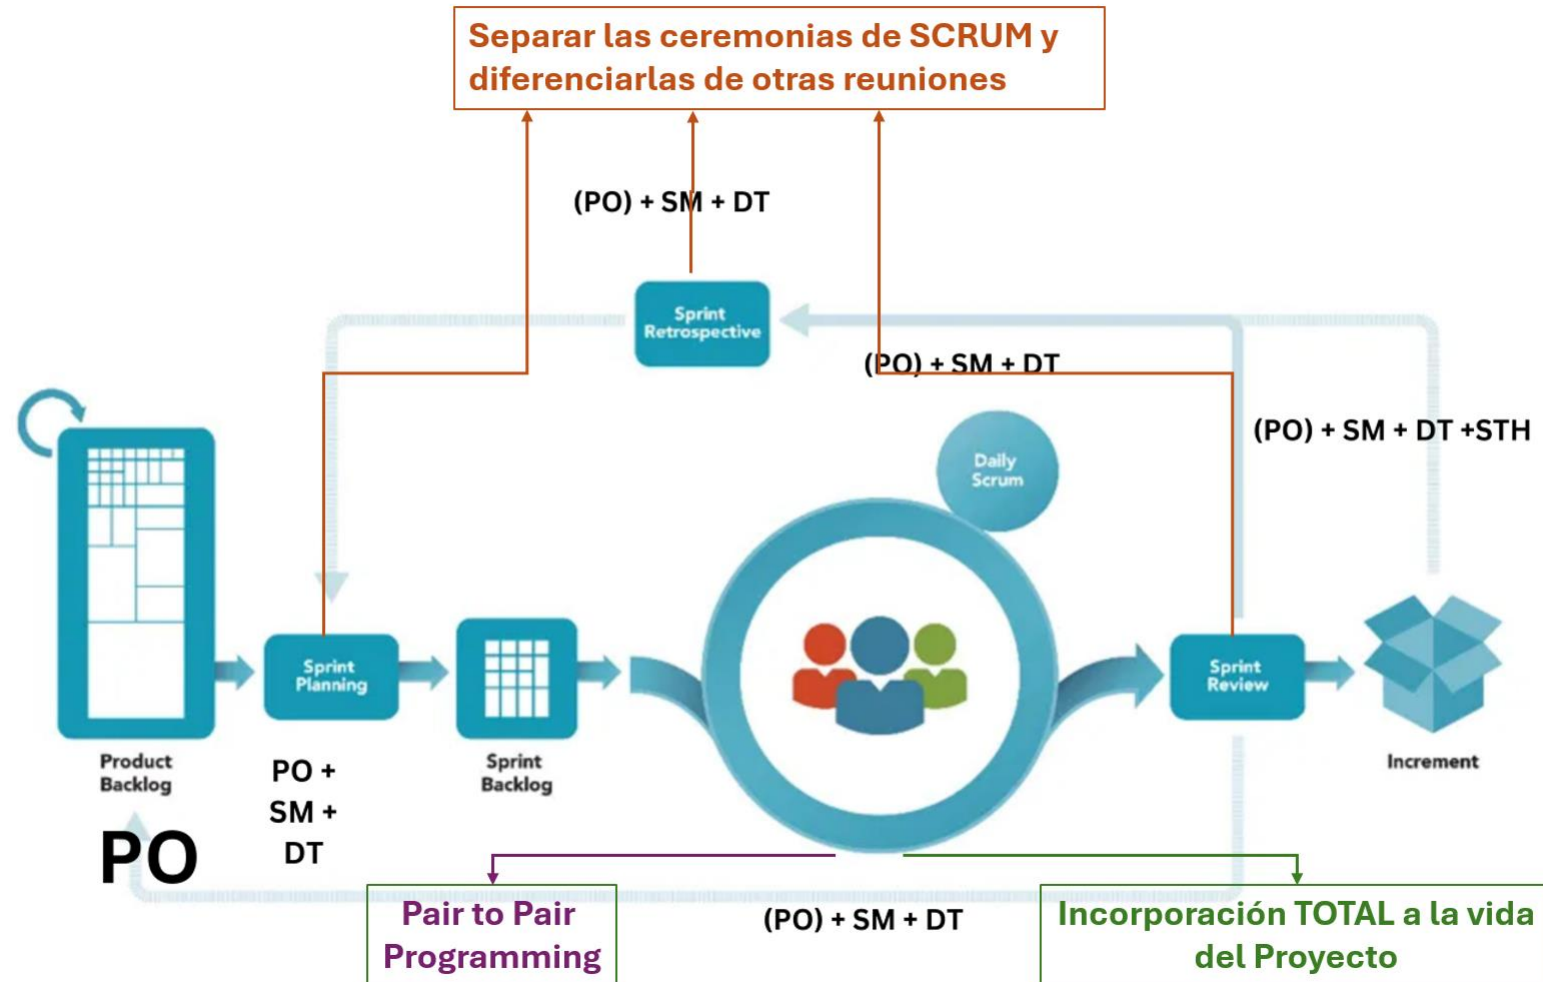 Separar las ceremonias de SCRUM y
diferenciarlas de otras reuniones
(PO) + SM + DT
Sprint
Retrospective
(PO) + SM + DT
(PO) + SM + DT +STH
Daily
Scrum
Sprint
Planning
Sprint
Review
Product
Backlog
PO +
SM +
DT
Sprint
Backlog
Increment
PO
Pair to Pair
Programming
(PO) + SM + DT
Incorporación TOTAL a la vida
del Proyecto